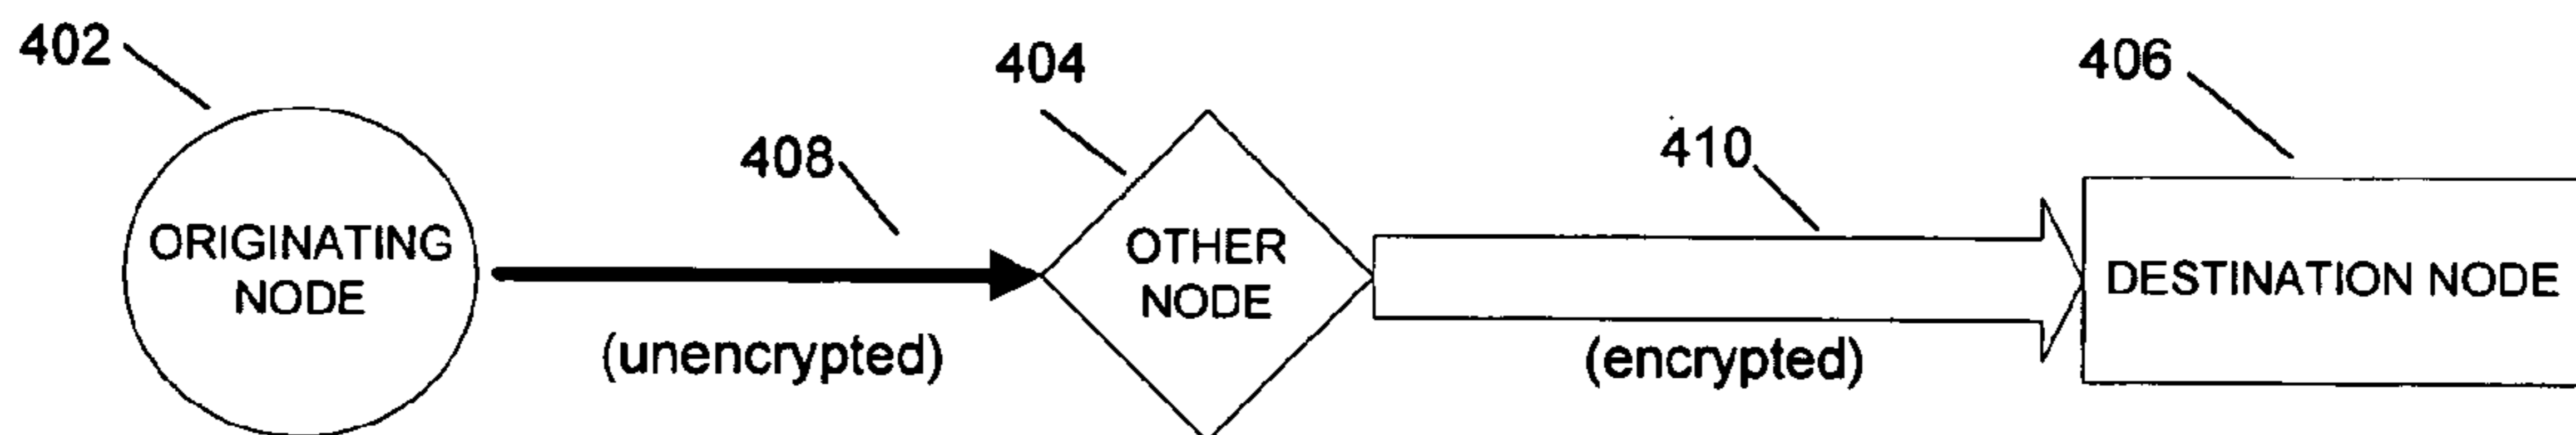 402
404
406
408
410
ORIGINATING
NODE
OTHER
NODE
DESTINATION NODE
(unencrypted)
(encrypted)